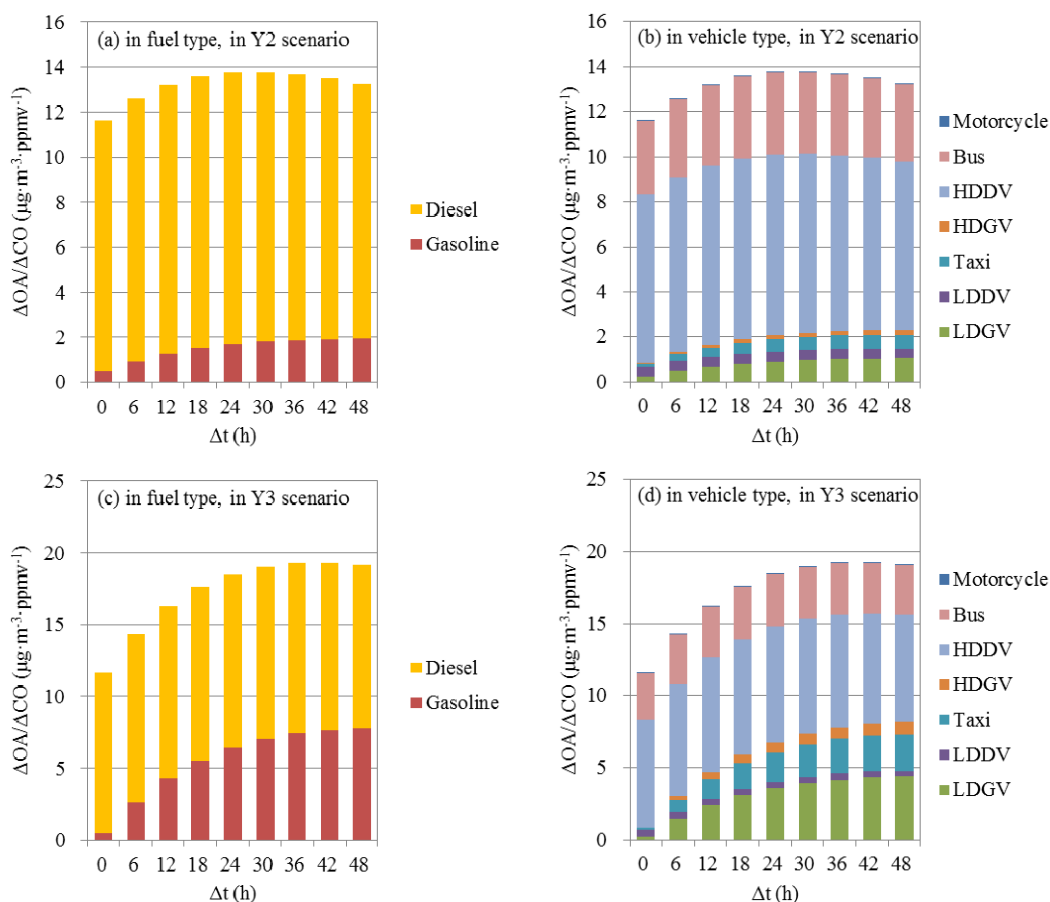 (a) in fuel type, in Y2 scenario
ΔOA/ΔCO (μg·m⁻³·ppmv⁻¹)
16
14
12
10
8
6
4
2
0
0 6 12 18 24 30 36 42 48
Δt (h)
Diesel
Gasoline
(b) in vehicle type, in Y2 scenario
ΔOA/ΔCO (μg·m⁻³·ppmv⁻¹)
16
14
12
10
8
6
4
2
0
0 6 12 18 24 30 36 42 48
Δt (h)
Motorcycle
Bus
HDDV
HDGV
Taxi
LDDV
LDGV
(c) in fuel type, in Y3 scenario
ΔOA/ΔCO (μg·m⁻³·ppmv⁻¹)
25
20
15
10
5
0
0 6 12 18 24 30 36 42 48
Δt (h)
Diesel
Gasoline
(d) in vehicle type, in Y3 scenario
ΔOA/ΔCO (μg·m⁻³·ppmv⁻¹)
25
20
15
10
5
0
0 6 12 18 24 30 36 42 48
Δt (h)
Motorcycle
Bus
HDDV
HDGV
Taxi
LDDV
LDGV